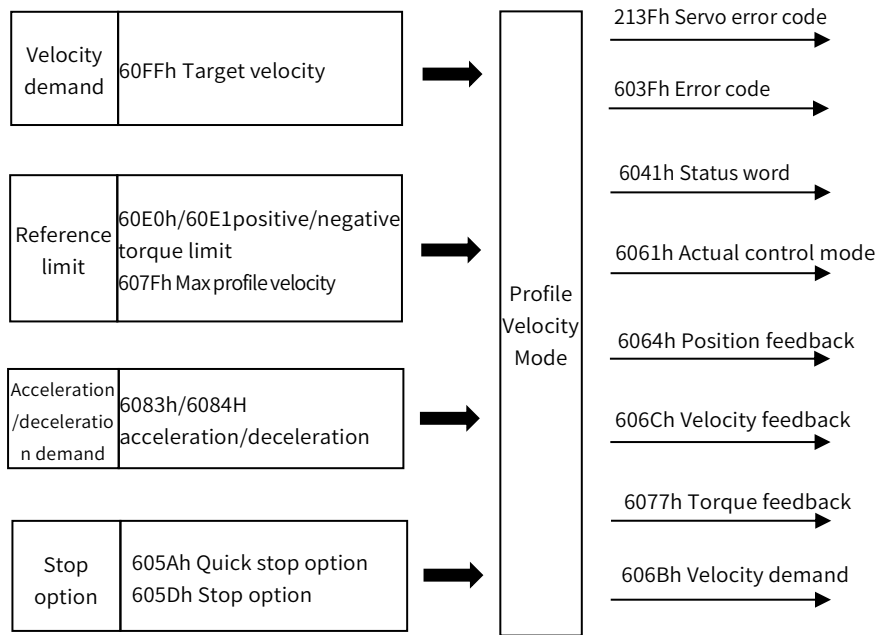 Velocity
demand
60FFh Target velocity
Reference
limit
60E0h/60E1positive/negative
torque limit
607Fh Max profile velocity
Acceleration
/deceleratio
n demand
6083h/6084H
acceleration/deceleration
Stop
option
605Ah Quick stop option
605Dh Stop option
Profile
Velocity
Mode
213Fh Servo error code
603Fh Error code
6041h Status word
6061h Actual control mode
6064h Position feedback
606Ch Velocity feedback
6077h Torque feedback
606Bh Velocity demand